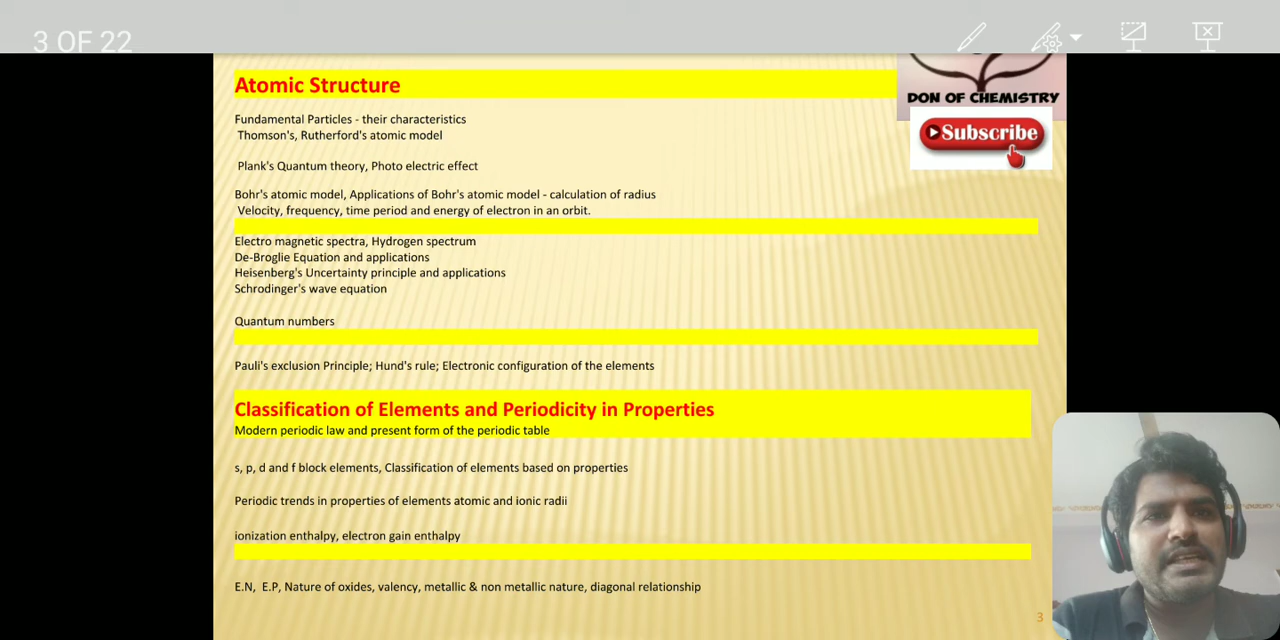 3 OF 22
Atomic Structure
DON OF CHEMISTRY
Subscribe
Fundamental Particles - their characteristics
Thomson's, Rutherford's atomic model
Plank's Quantum theory, Photo electric effect
Bohr's atomic model, Applications of Bohr's atomic model - calculation of radius
Velocity, frequency, time period and energy of electron in an orbit.
Electro magnetic spectra, Hydrogen spectrum
De-Broglie Equation and applications
Heisenberg's Uncertainty principle and applications
Schrodinger's wave equation
Quantum numbers
Pauli's exclusion Principle; Hund's rule; Electronic configuration of the elements
Classification of Elements and Periodicity in Properties
Modern periodic law and present form of the periodic table
s, p, d and f block elements, Classification of elements based on properties
Periodic trends in properties of elements atomic and ionic radii
ionization enthalpy, electron gain enthalpy
E.N, E.P, Nature of oxides, valency, metallic & non metallic nature, diagonal relationship
3